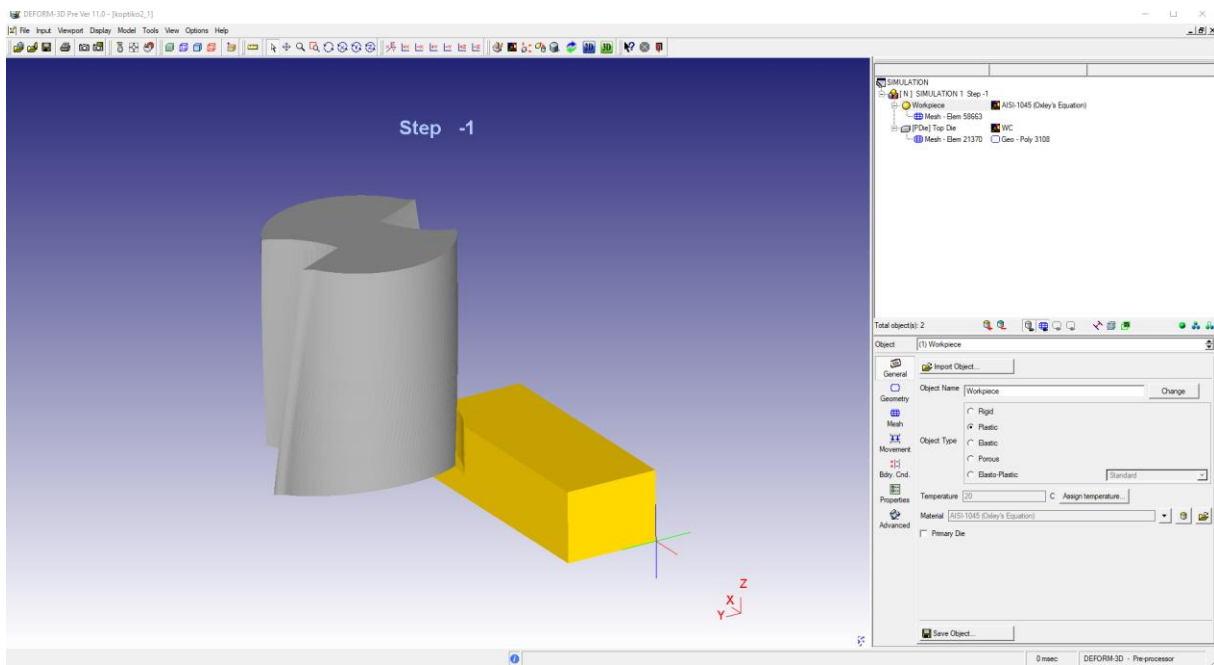 DEFORM-3D Pre Ver 11.0 - [koptiko2_1]
File Input Viewport Display Model Tools View Options Help
Step -1
SIMULATION
[ N ] SIMULATION 1 Step -1
Workpiece AISI-1045 (Oxley's Equation)
Mesh - Elem 58663
[PDie] Top Die WC
Mesh - Elem 21370 Geo - Poly 3108
Total object(s): 2
Object (1) Workpiece
General
Import Object...
Geometry
Object Name Workpiece Change
Mesh
Movement
Bdry. Cnd.
Properties
Advanced
Object Type
Rigid
Plastic
Elastic
Porous
Elasto-Plastic Standard
Temperature 20 C Assign temperature...
Material AISI-1045 (Oxley's Equation)
Primary Die
Z
X
Y
Save Object...
0 msec DEFORM-3D - Pre-processor